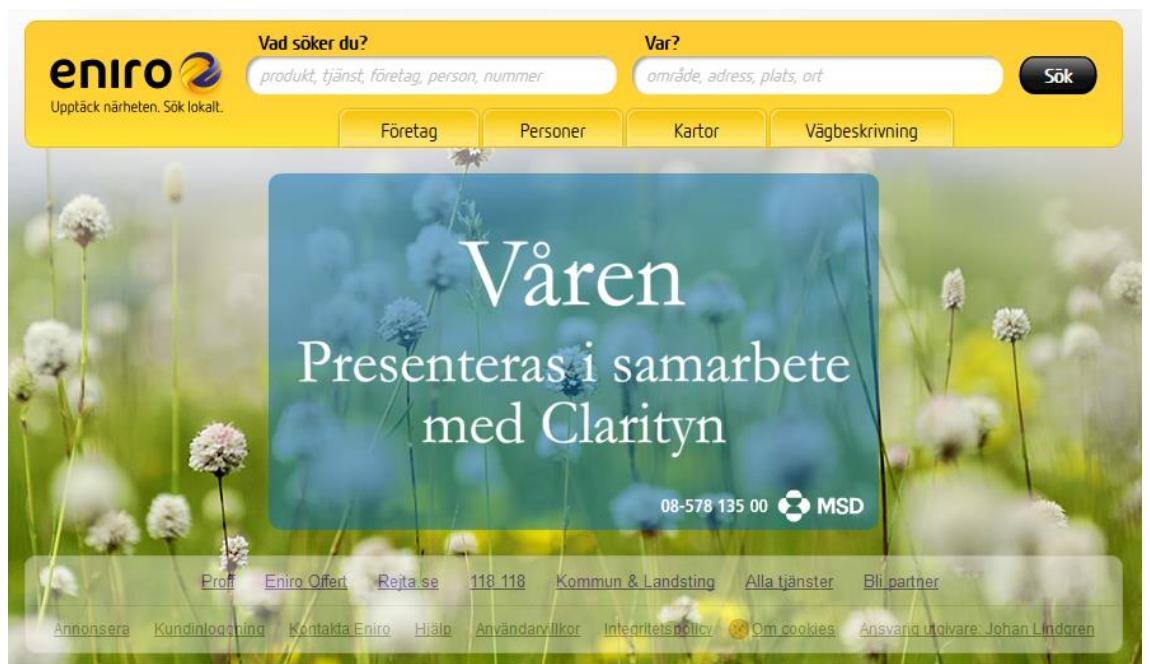 Vad söker du?
Var?
eniro
produkt, tjänst, företag, person, nummer
område, adress, plats, ort
Sök
Upptäck närheten. Sök lokalt.
Företag
Personer
Kartor
Vägbeskrivning
Våren
Presenteras i samarbete
med Clarityn
08-578 135 00 MSD
Proff Eniro Offert Rejta.se 118 118 Kommun & Landsting Alla tjänster Bli partner
Annonsera Kundinloggning Kontakta Eniro Hjälp Användarvillkor Integritetspolicy Om cookies Ansvarig utgivare: Johan Lindgren